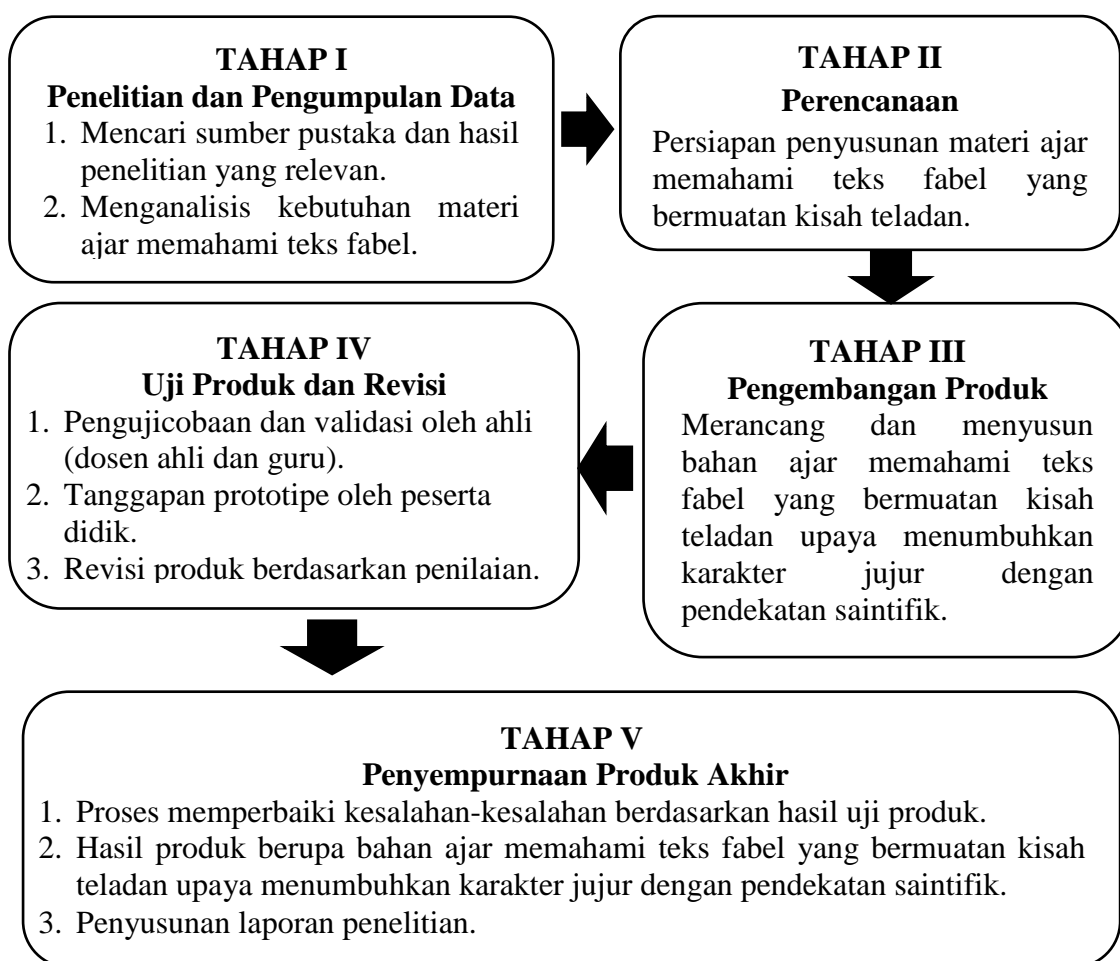 TAHAP I
Penelitian dan Pengumpulan Data
1. Mencari sumber pustaka dan hasil
penelitian yang relevan.
2. Menganalisis kebutuhan materi
ajar memahami teks fabel.
TAHAP II
Perencanaan
Persiapan penyusunan materi ajar
memahami teks fabel yang
bermuatan kisah teladan.
TAHAP III
Pengembangan Produk
Merancang dan menyusun
bahan ajar memahami teks
fabel yang bermuatan kisah
teladan upaya menumbuhkan
karakter jujur dengan
pendekatan saintifik.
TAHAP IV
Uji Produk dan Revisi
1. Pengujicobaan dan validasi oleh ahli
(dosen ahli dan guru).
2. Tanggapan prototipe oleh peserta
didik.
3. Revisi produk berdasarkan penilaian.
TAHAP V
Penyempurnaan Produk Akhir
1. Proses memperbaiki kesalahan-kesalahan berdasarkan hasil uji produk.
2. Hasil produk berupa bahan ajar memahami teks fabel yang bermuatan kisah
teladan upaya menumbuhkan karakter jujur dengan pendekatan saintifik.
3. Penyusunan laporan penelitian.